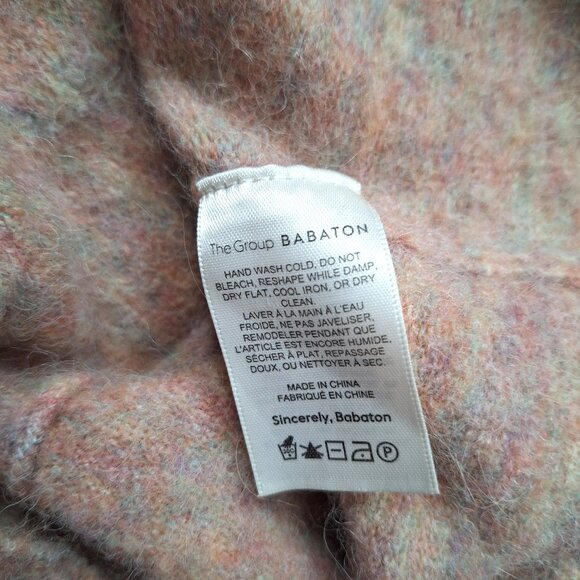 The Group BABATON
HAND WASH COLD, DO NOT
BLEACH, RESHAPE WHILE DAMP,
DRY FLAT, COOL IRON, OR DRY
CLEAN.
LAVER À LA MAIN À L'EAU
FROIDE, NE PAS JAVELISER,
REMODELER PENDANT QUE
L'ARTICLE EST ENCORE HUMIDE,
SÉCHER À PLAT, REPASSAGE
DOUX, OU NETTOYER À SEC.
MADE IN CHINA
FABRIQUÉ EN CHINE
Sincerely, Babaton
P